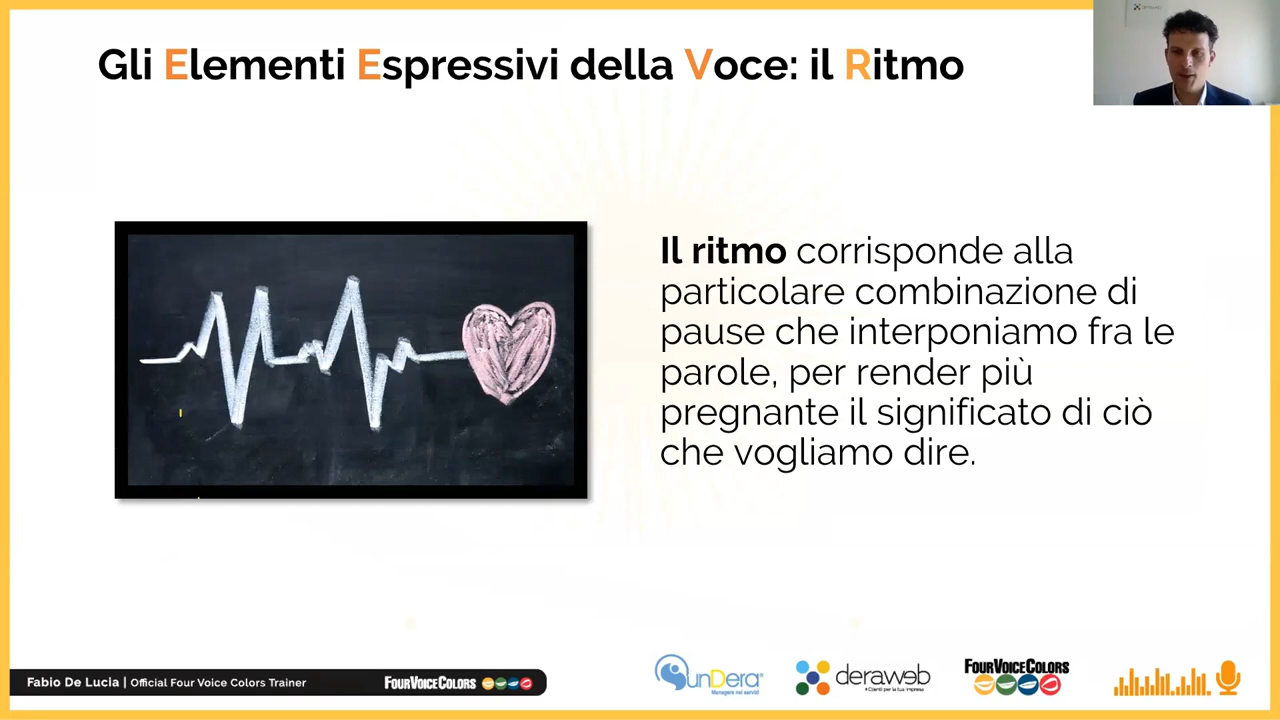 Gli Elementi Espressivi della Voce: il Ritmo
Il ritmo corrisponde alla
particolare combinazione di
pause che interponiamo fra le
parole, per render più
pregnante il significato di ciò
che vogliamo dire.
Fabio De Lucia | Official Four Voice Colors Trainer
FOURVOICECOLORS
SunDera®
Managere nei servizi!
deraweb
+Clienti per la tua Impresa
FOURVOICECOLORS